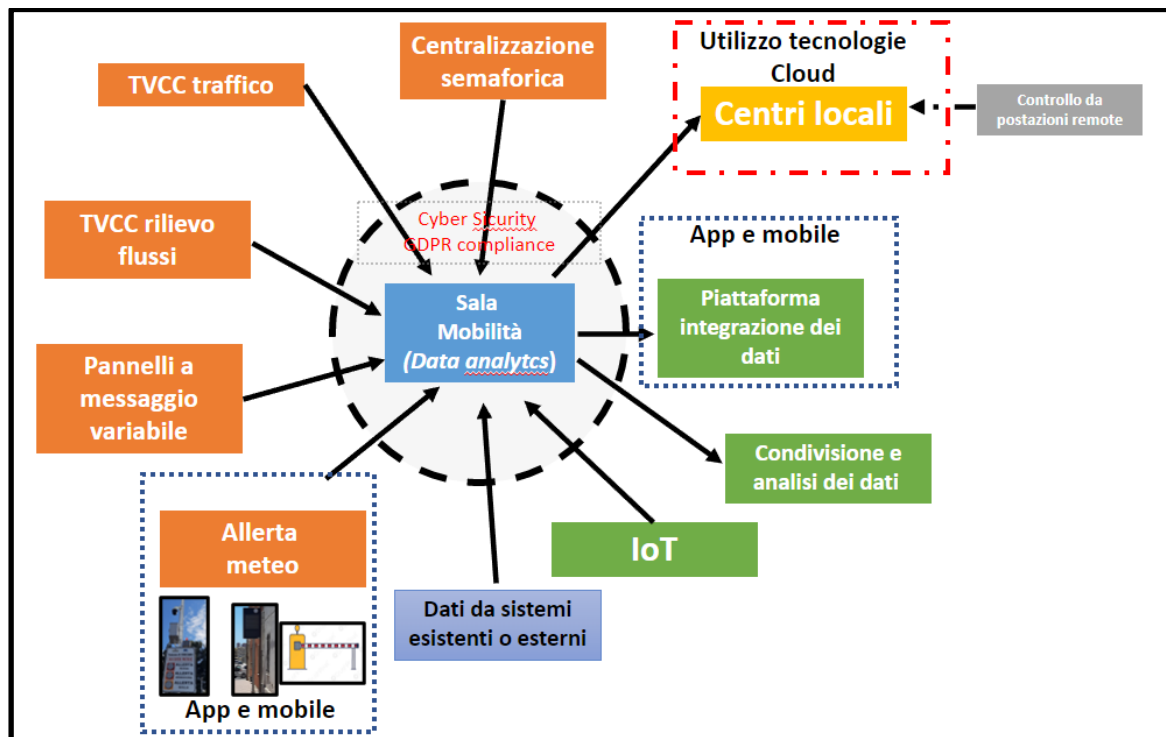 Centralizzazione
semaforica
TVCC traffico
Utilizzo tecnologie
Cloud
Centri locali
Controllo da
postazioni remote
Cyber Sicurity
GDPR compliance
TVCC rilievo
flussi
App e mobile
Sala
Mobilità
(Data analytcs)
Piattaforma
integrazione dei
dati
Pannelli a
messaggio
variabile
Condivisione e
analisi dei dati
Allerta
meteo
IoT
Dati da sistemi
esistenti o esterni
App e mobile